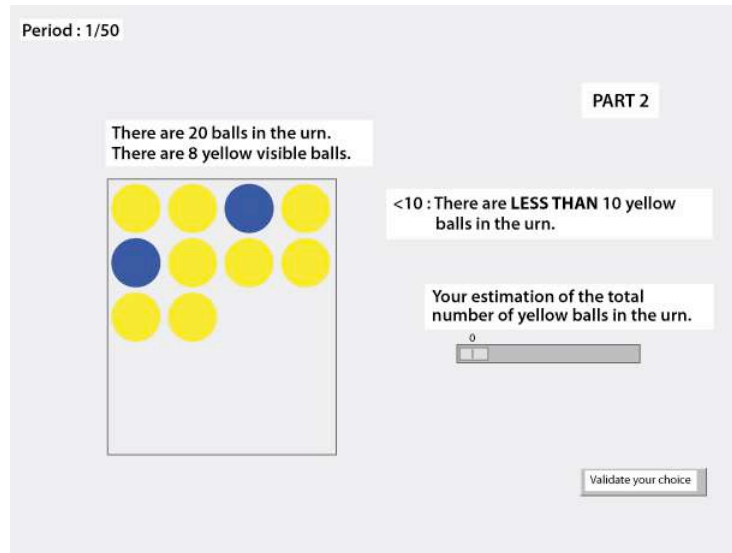 Period : 1/50
PART 2
There are 20 balls in the urn.
There are 8 yellow visible balls.
<10 : There are LESS THAN 10 yellow
balls in the urn.
Your estimation of the total
number of yellow balls in the urn.
0
Validate your choice